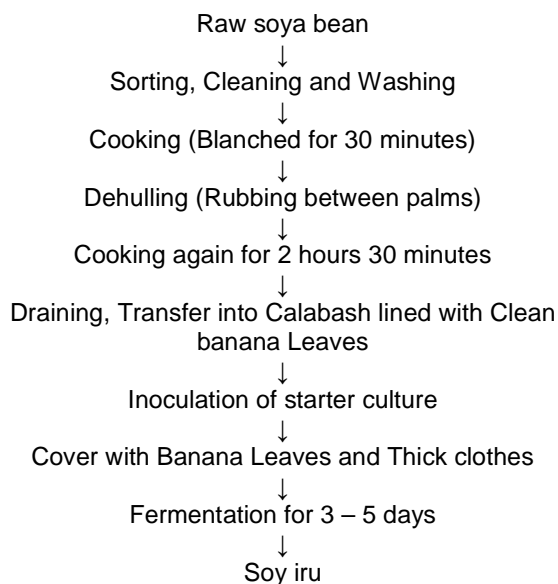 Raw soya bean
↓
Sorting, Cleaning and Washing
↓
Cooking (Blanched for 30 minutes)
↓
Dehulling (Rubbing between palms)
↓
Cooking again for 2 hours 30 minutes
↓
Draining, Transfer into Calabash lined with Clean
banana Leaves
↓
Inoculation of starter culture
↓
Cover with Banana Leaves and Thick clothes
↓
Fermentation for 3 – 5 days
↓
Soy iru